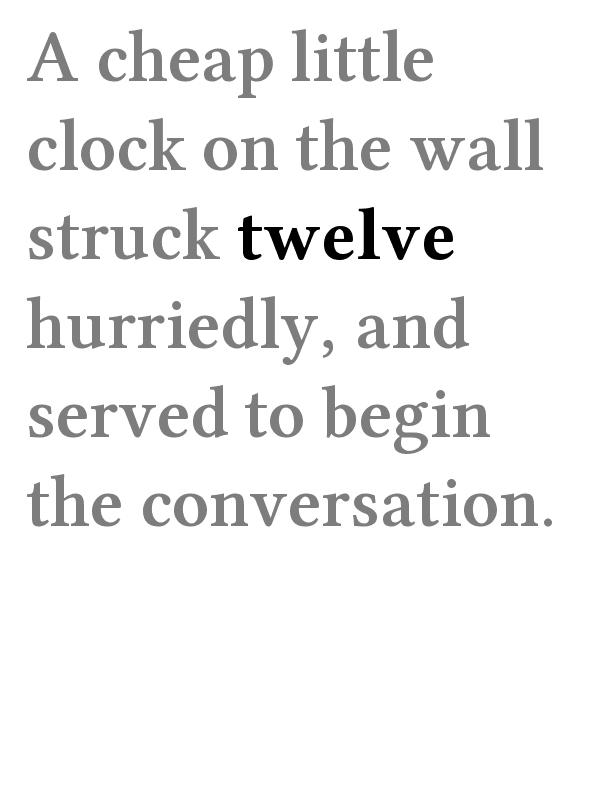 A cheap little
clock on the wall
struck twelve
hurriedly, and
served to begin
the conversation.